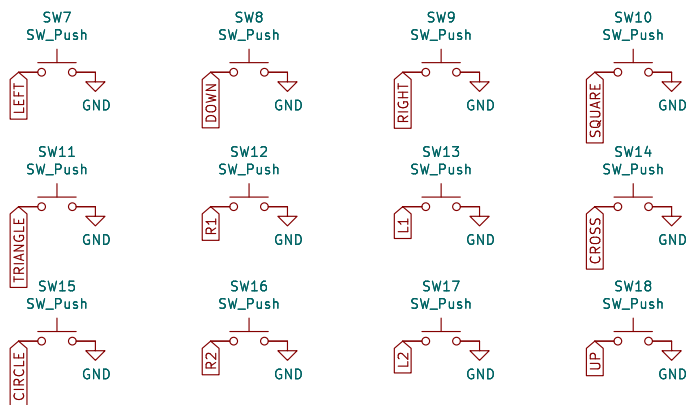 SW7
SW_Push
LEFT
GND
SW8
SW_Push
DOWN
GND
SW9
SW_Push
RIGHT
GND
SW10
SW_Push
SQUARE
GND
SW11
SW_Push
TRIANGLE
GND
SW12
SW_Push
R1
GND
SW13
SW_Push
L1
GND
SW14
SW_Push
CROSS
GND
SW15
SW_Push
CIRCLE
GND
SW16
SW_Push
R2
GND
SW17
SW_Push
L2
GND
SW18
SW_Push
UP
GND